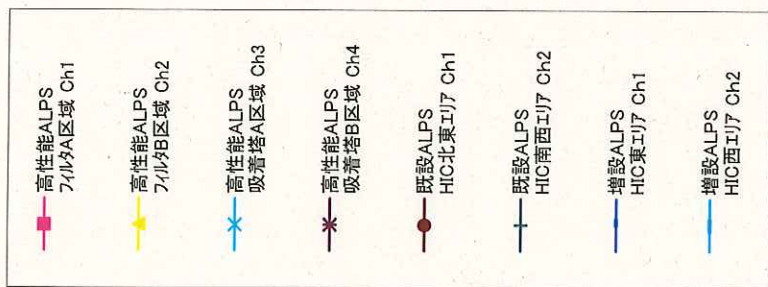 高性能ALPS
フィルタA区域 Ch1
高性能ALPS
フィルタB区域 Ch2
高性能ALPS
吸着塔A区域 Ch3
高性能ALPS
吸着塔B区域 Ch4
既設ALPS
HIC北東エリア Ch1
既設ALPS
HIC南西エリア Ch2
増設ALPS
HIC東エリア Ch1
増設ALPS
HIC西エリア Ch2